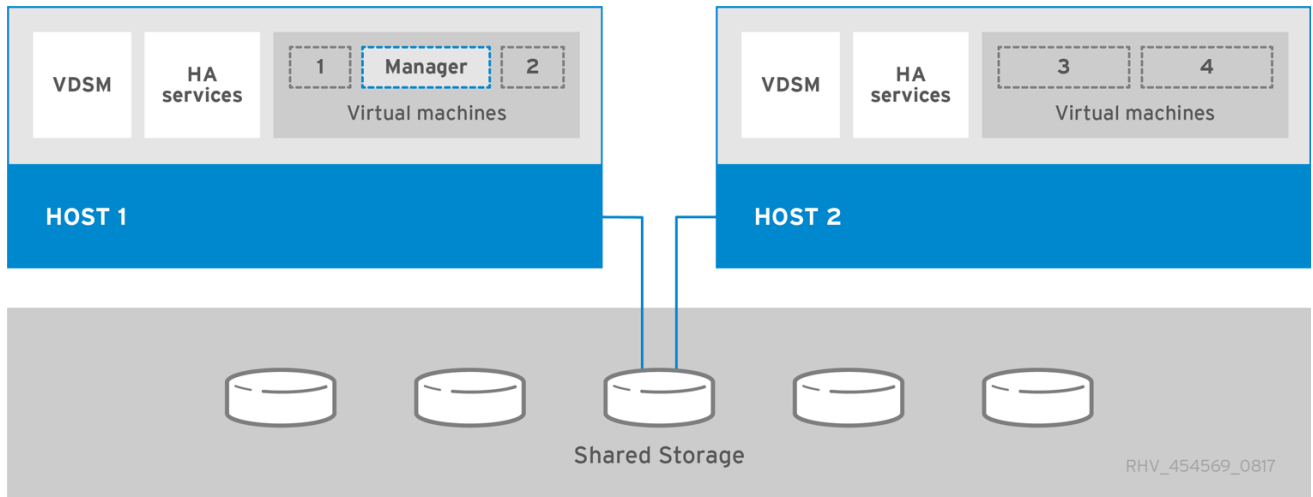 VDSM
HA
services
1
Manager
2
Virtual machines
HOST 1
VDSM
HA
services
3
4
Virtual machines
HOST 2
Shared Storage
RHV_454569_0817